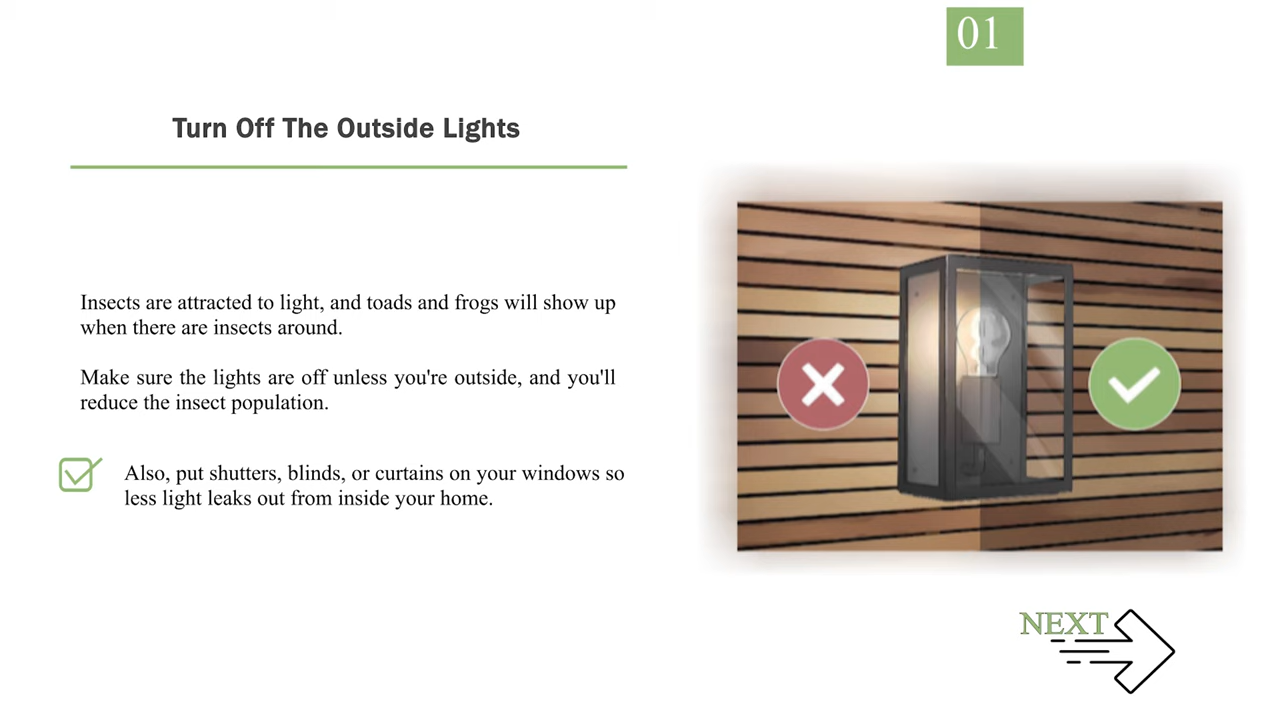 01
Turn Off The Outside Lights
Insects are attracted to light, and toads and frogs will show up
when there are insects around.
Make sure the lights are off unless you're outside, and you'll
reduce the insect population.
Also, put shutters, blinds, or curtains on your windows so
less light leaks out from inside your home.
NEXT